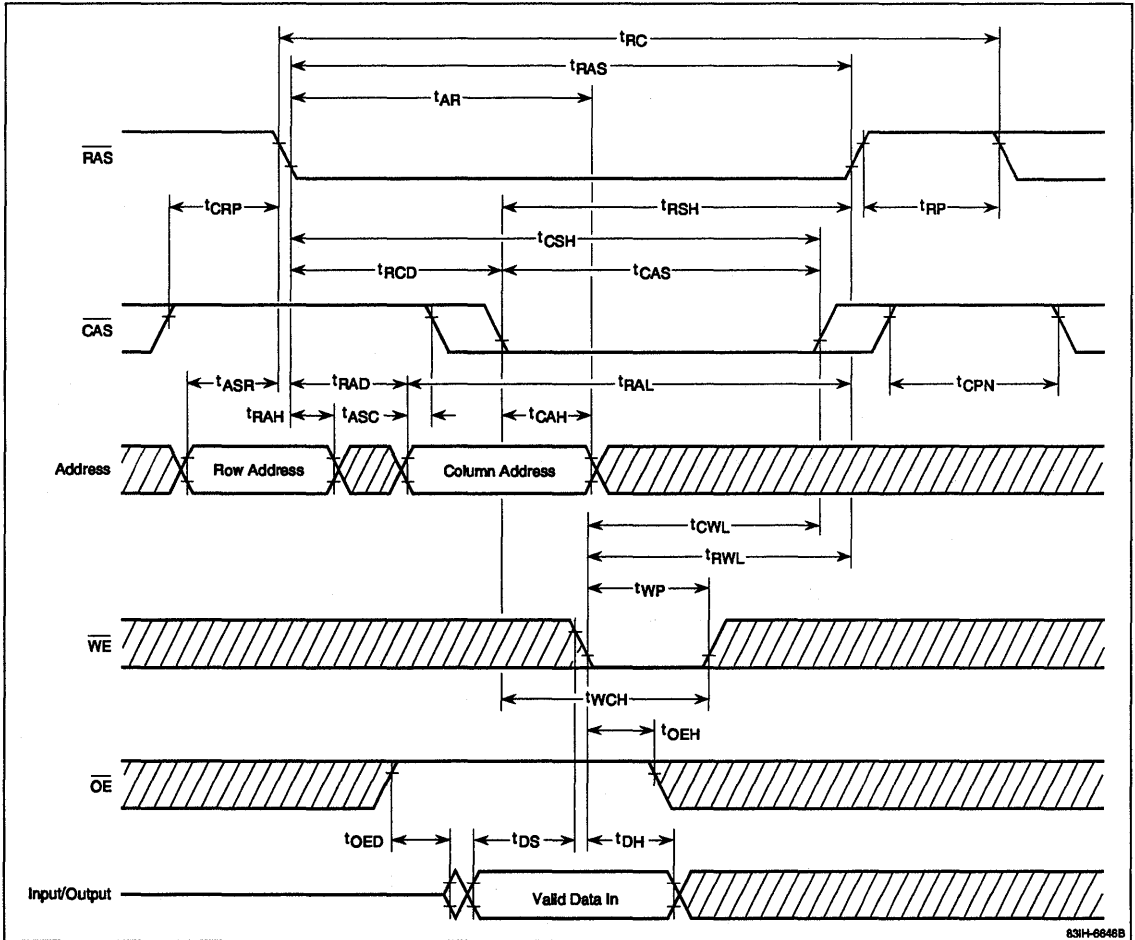 tRC
tRAS
tAR
RAS
tCRP
tRSH
tRP
tCSH
tRCD
tCAS
CAS
tASR
tRAD
tRAL
tCPN
tRAH
tASC
tCAH
Address
Row Address
Column Address
tCWL
tRWL
tWP
WE
tWCH
tOEH
OE
tOED
tDS
tDH
Input/Output
Valid Data In
83IH-6646B